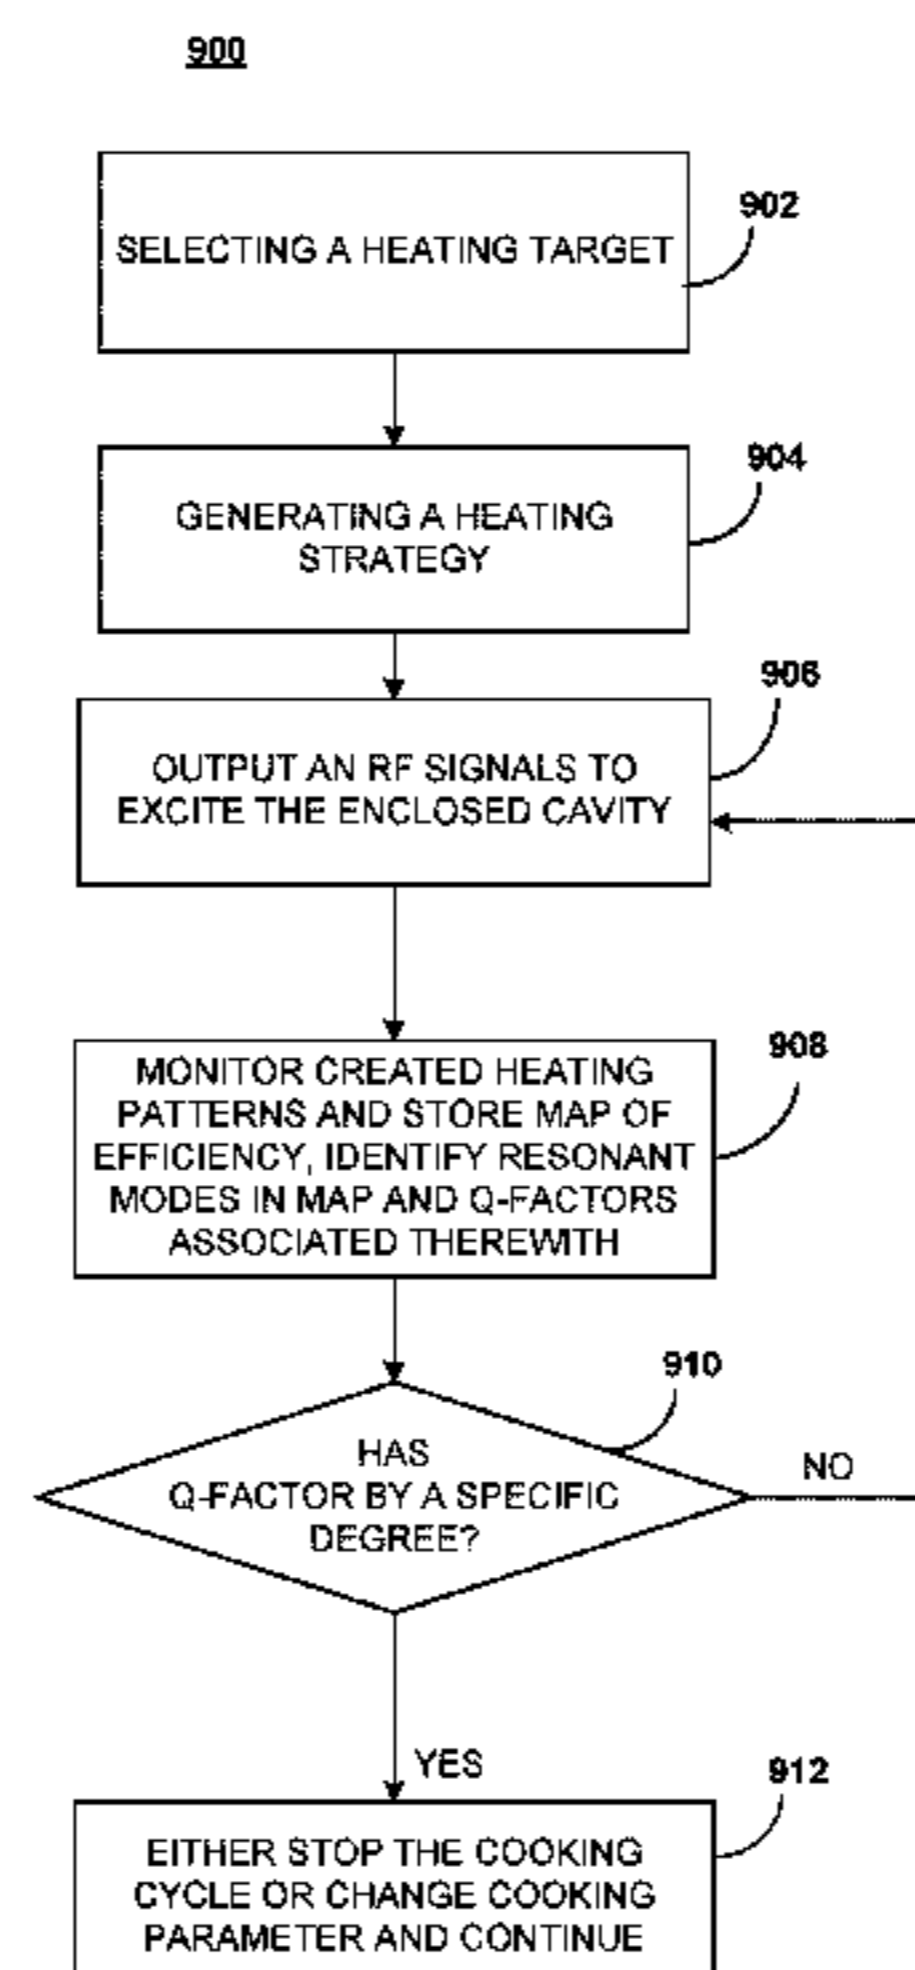 900
902
SELECTING A HEATING TARGET
904
GENERATING A HEATING
STRATEGY
906
OUTPUT AN RF SIGNALS TO
EXCITE THE ENCLOSED CAVITY
908
MONITOR CREATED HEATING
PATTERNS AND STORE MAP OF
EFFICIENCY, IDENTIFY RESONANT
MODES IN MAP AND Q-FACTORS
ASSOCIATED THEREWITH
910
HAS
Q-FACTOR BY A SPECIFIC
DEGREE?
NO
YES
912
EITHER STOP THE COOKING
CYCLE OR CHANGE COOKING
PARAMETER AND CONTINUE